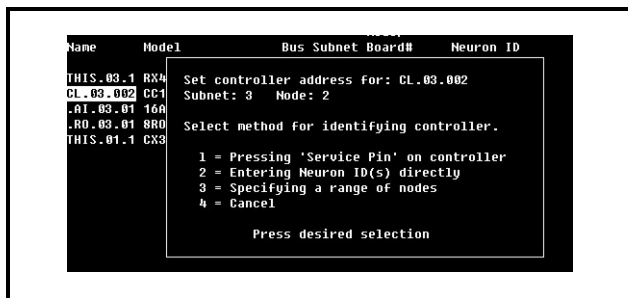 Name Model Bus Subnet Board# Neuron ID
THIS.03.1 RX4
CL.03.002 CC1
.AI.03.01 16A
.RO.03.01 8RO
THIS.01.1 CX3
Set controller address for: CL.03.002
Subnet: 3 Node: 2
Select method for identifying controller.
1 = Pressing 'Service Pin' on controller
2 = Entering Neuron ID(s) directly
3 = Specifying a range of nodes
4 = Cancel
Press desired selection